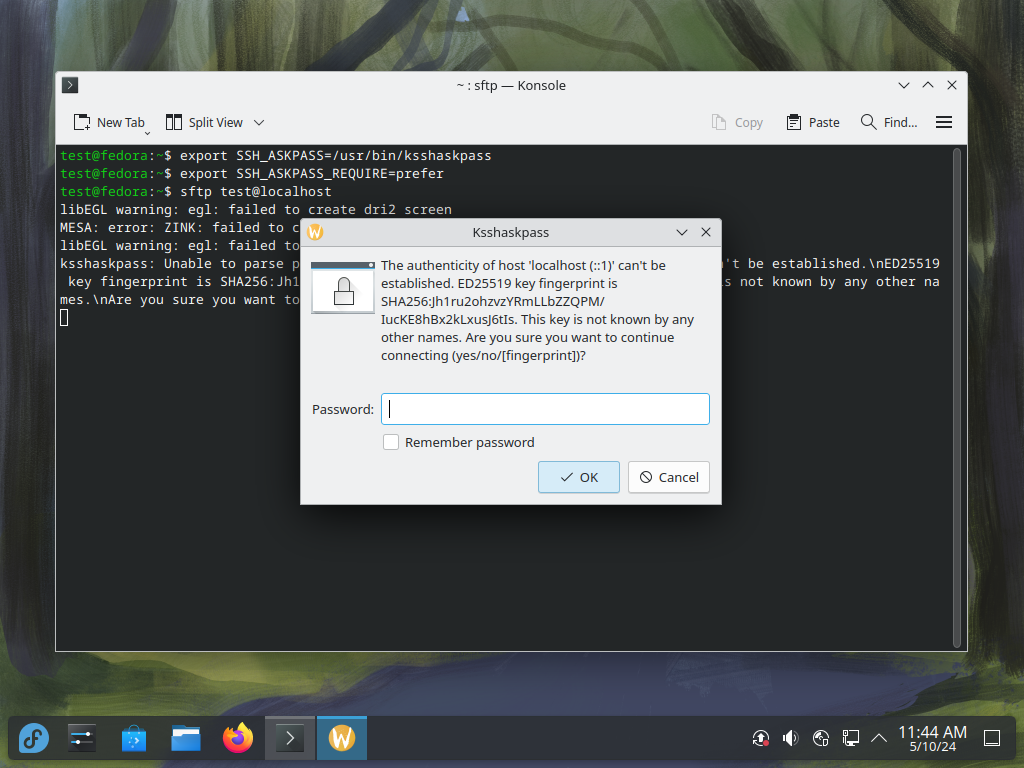 ~ : sftp — Konsole
New Tab
Split View
Copy
Paste
Find...
test@fedora:~$ export SSH_ASKPASS=/usr/bin/ksshaskpass
test@fedora:~$ export SSH_ASKPASS_REQUIRE=prefer
test@fedora:~$ sftp test@localhost
libEGL warning: egl: failed to create dri2 screen
MESA: error: ZINK: failed to c
libEGL warning: egl: failed to
ksshaskpass: Unable to parse p 't be established.\nED25519
key fingerprint is SHA256:Jh1 s not known by any other na
mes.\nAre you sure you want to
Ksshaskpass
The authenticity of host 'localhost (::1)' can't be
established. ED25519 key fingerprint is
SHA256:Jh1ru2ohzvzYRmLLbZZQPM/
IucKE8hBx2kLxusJ6tIs. This key is not known by any
other names. Are you sure you want to continue
connecting (yes/no/[fingerprint])?
Password:
Remember password
OK
Cancel
11:44 AM
5/10/24